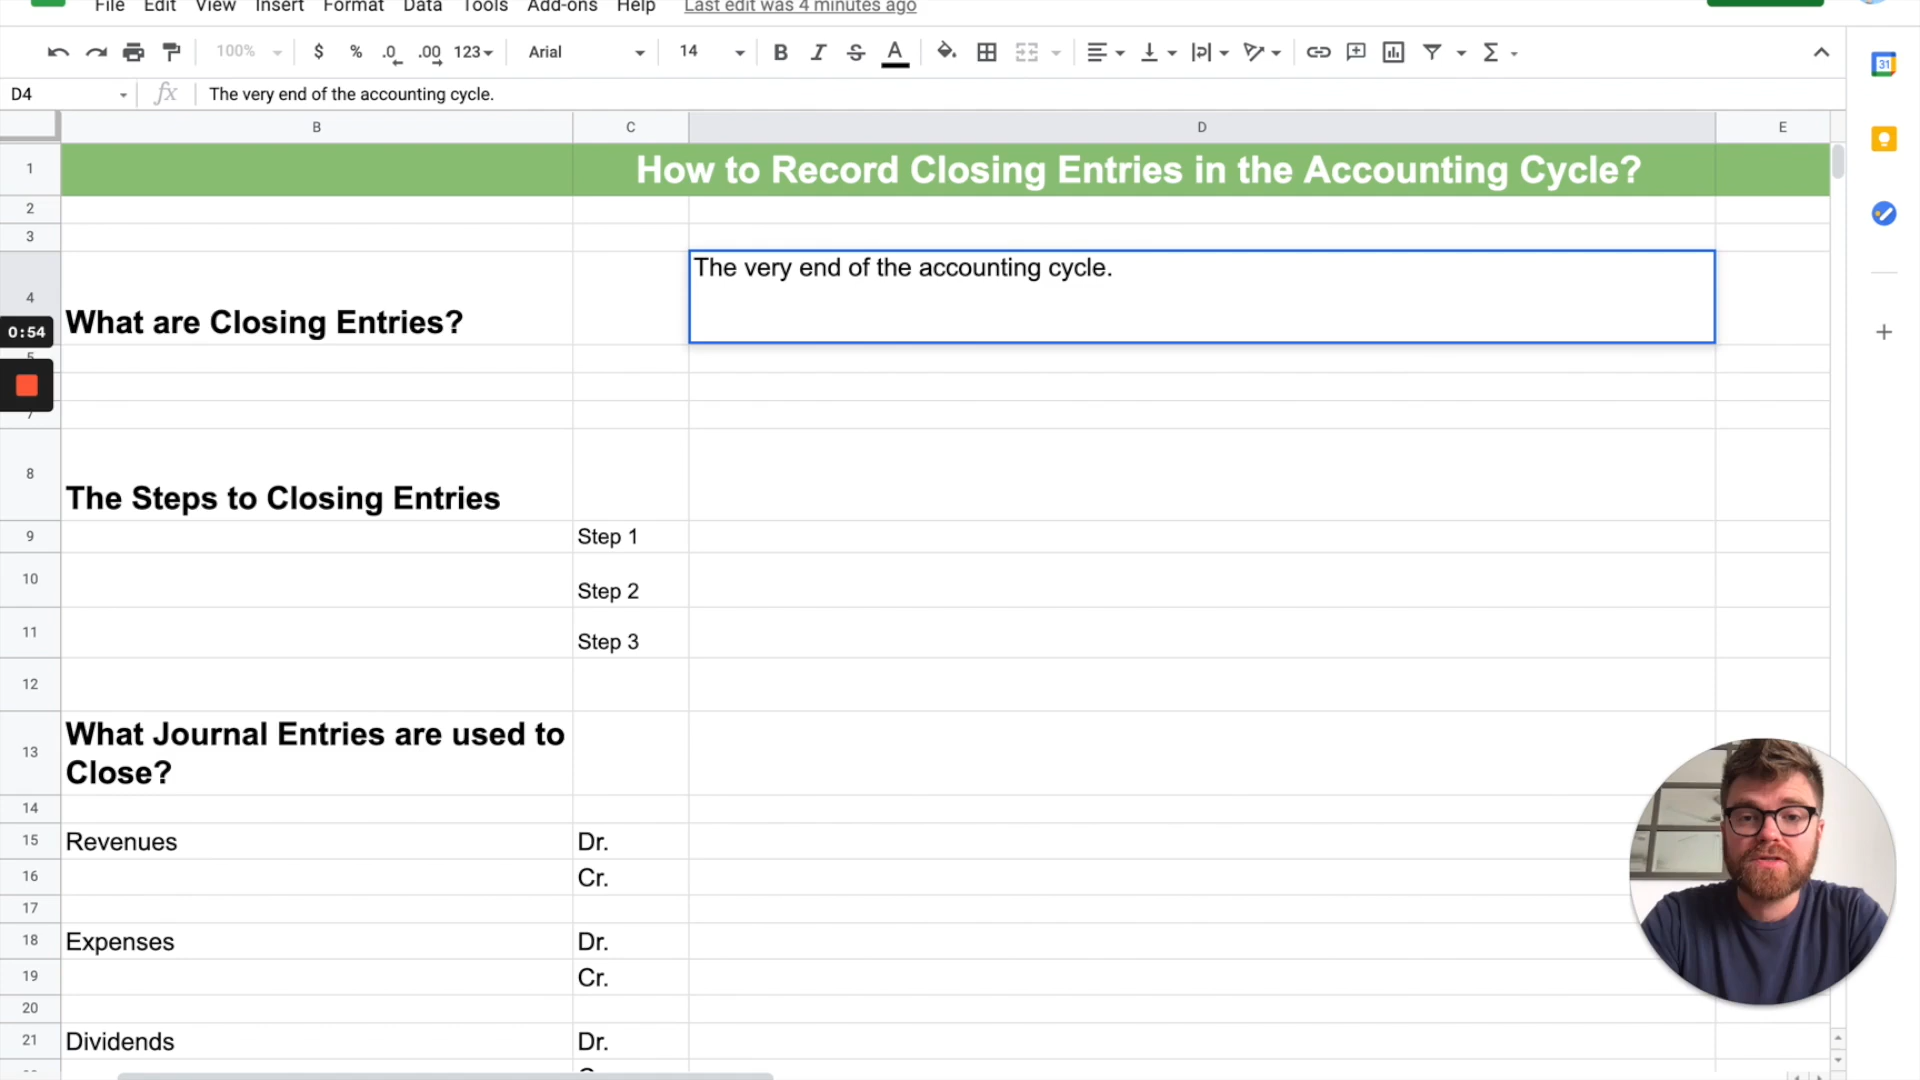 File Edit View Insert Format Data Tools Add-ons Help Last edit was 4 minutes ago
100% $ % .0 .00 123 Arial 14 B I S A Σ
31
D4 fx The very end of the accounting cycle.
B C D E
1 How to Record Closing Entries in the Accounting Cycle?
2
3
The very end of the accounting cycle.
4
What are Closing Entries?
0:54
5
7
8
The Steps to Closing Entries
9 Step 1
10 Step 2
11 Step 3
12
What Journal Entries are used to
13
Close?
14
15 Revenues Dr.
16 Cr.
17
18 Expenses Dr.
19 Cr.
20
21 Dividends Dr.